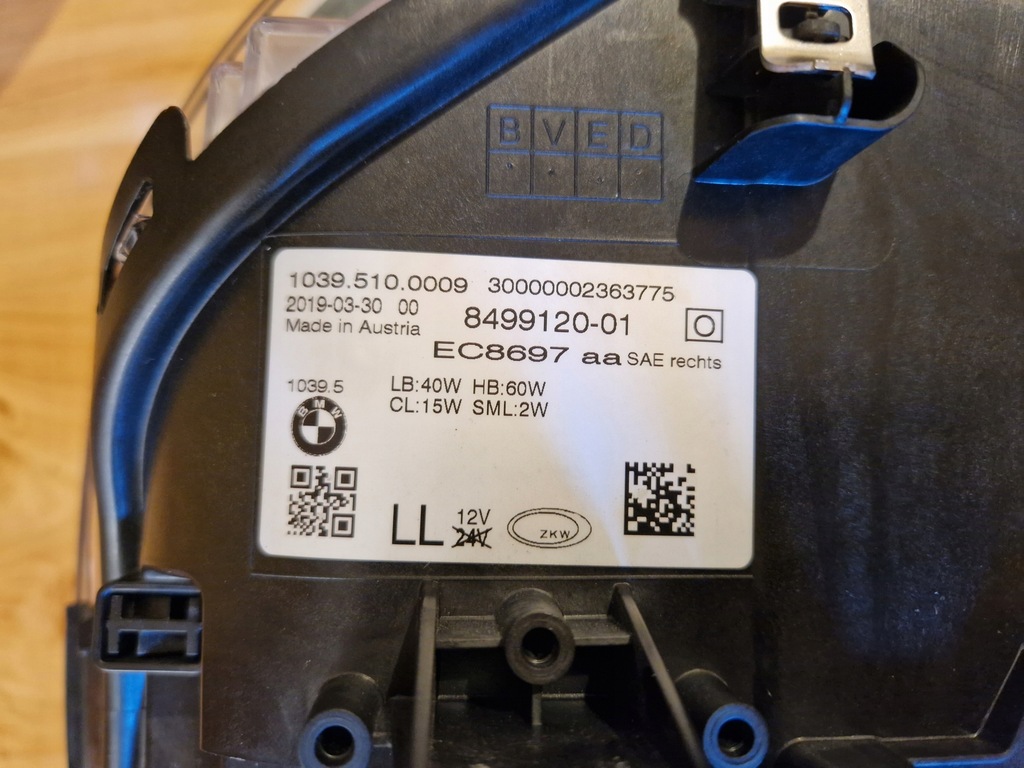 B V E D
1039.510.0009 30000002363775
2019-03-30 00
Made in Austria
8499120-01
O
EC8697 aa SAE rechts
1039.5
LB:40W HB:60W
CL:15W SML:2W
BMW
LL
12V
24V
ZKW